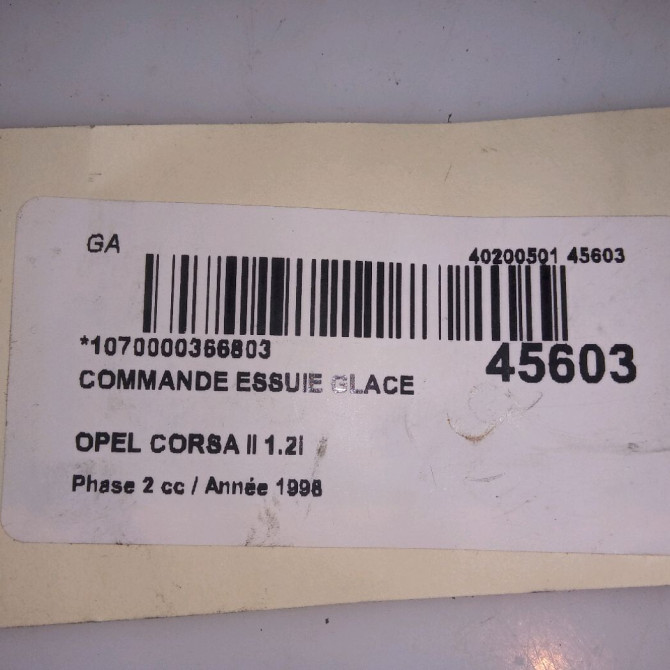 GA
40200501 45603
*1070000366803
45603
COMMANDE ESSUIE GLACE
OPEL CORSA II 1.2i
Phase 2 cc / Année 1998